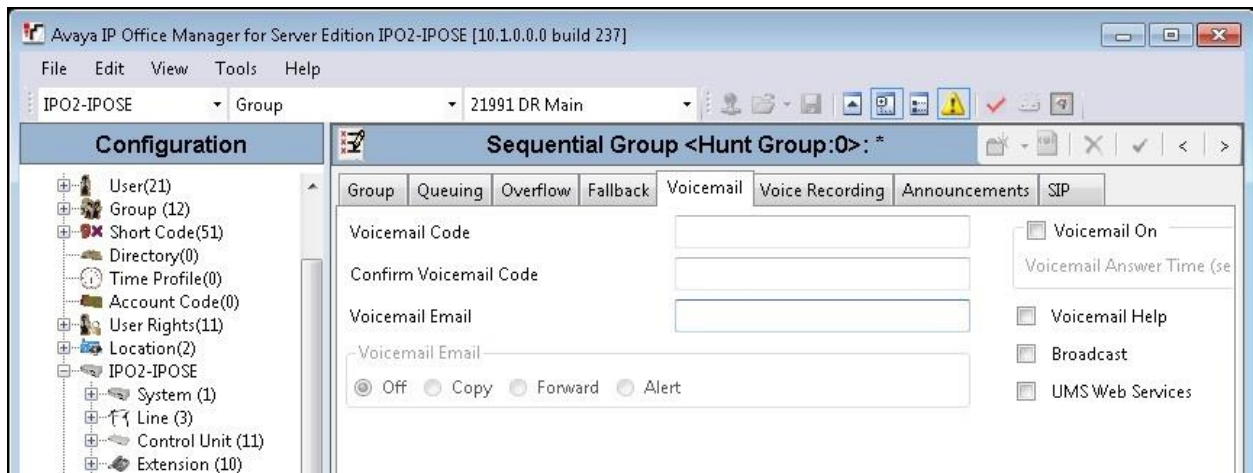 Avaya IP Office Manager for Server Edition IPO2-IPOSE [10.1.0.0.0 build 237]
File Edit View Tools Help
IPO2-IPOSE Group 21991 DR Main
Configuration
Sequential Group <Hunt Group:0>: *
User(21)
Group (12)
Short Code(51)
Directory(0)
Time Profile(0)
Account Code(0)
User Rights(11)
Location(2)
IPO2-IPOSE
System (1)
Line (3)
Control Unit (11)
Extension (10)
Group Queuing Overflow Fallback Voicemail Voice Recording Announcements SIP
Voicemail Code
Voicemail On
Confirm Voicemail Code
Voicemail Answer Time (se
Voicemail Email
Voicemail Help
Voicemail Email
Broadcast
Off Copy Forward Alert
UMS Web Services